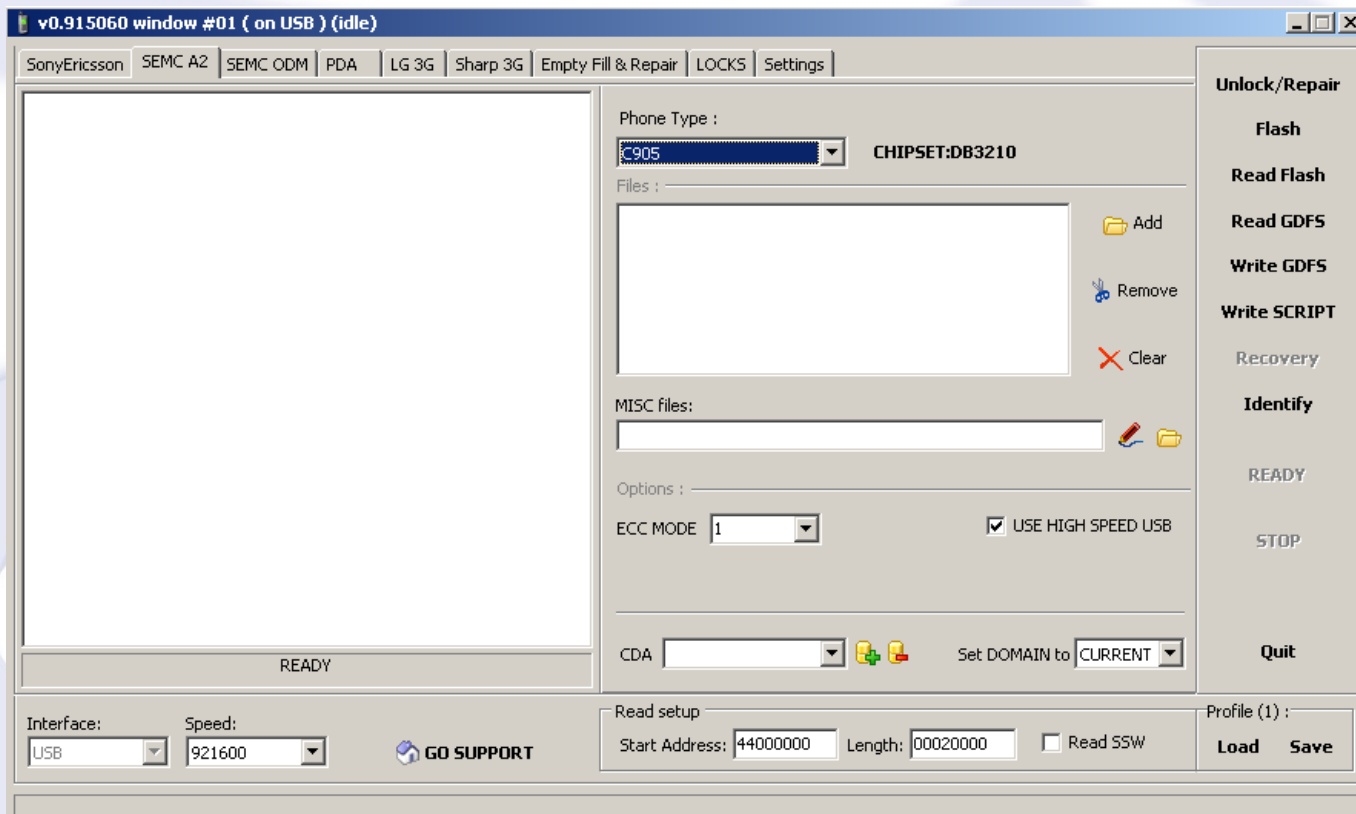 v0.915060 window #01 ( on USB ) (idle)
SonyEricsson SEMC A2 SEMC ODM PDA LG 3G Sharp 3G Empty Fill & Repair LOCKS Settings
Phone Type :
C905 CHIPSET:DB3210
Files :
Add
Remove
Clear
MISC files:
Options :
ECC MODE 1 USE HIGH SPEED USB
CDA Set DOMAIN to CURRENT
READY
Unlock/Repair
Flash
Read Flash
Read GDFS
Write GDFS
Write SCRIPT
Recovery
Identify
READY
STOP
Quit
Interface: Speed:
USB 921600 GO SUPPORT
Read setup
Start Address: 44000000 Length: 00020000 Read SSW
Profile (1) :
Load Save